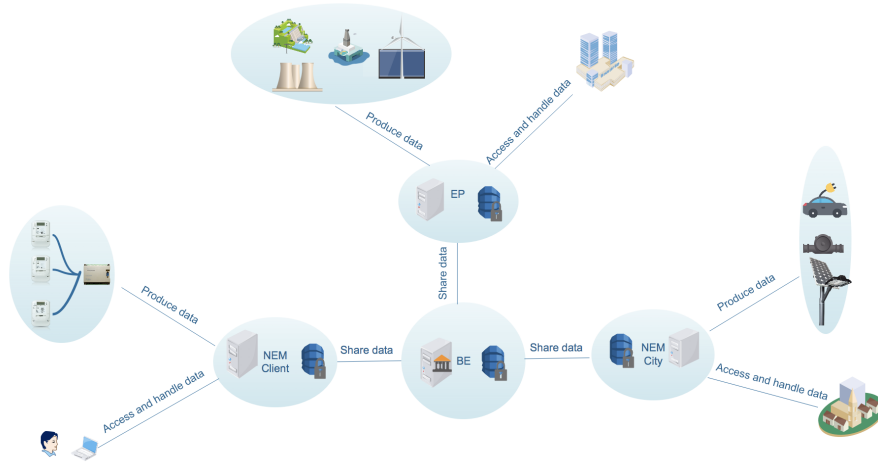 Produce data
Access and handle data
EP
Share data
Produce data
NEM
Client
Share data
BE
Share data
NEM
City
Produce data
Access and handle data
Access and handle data